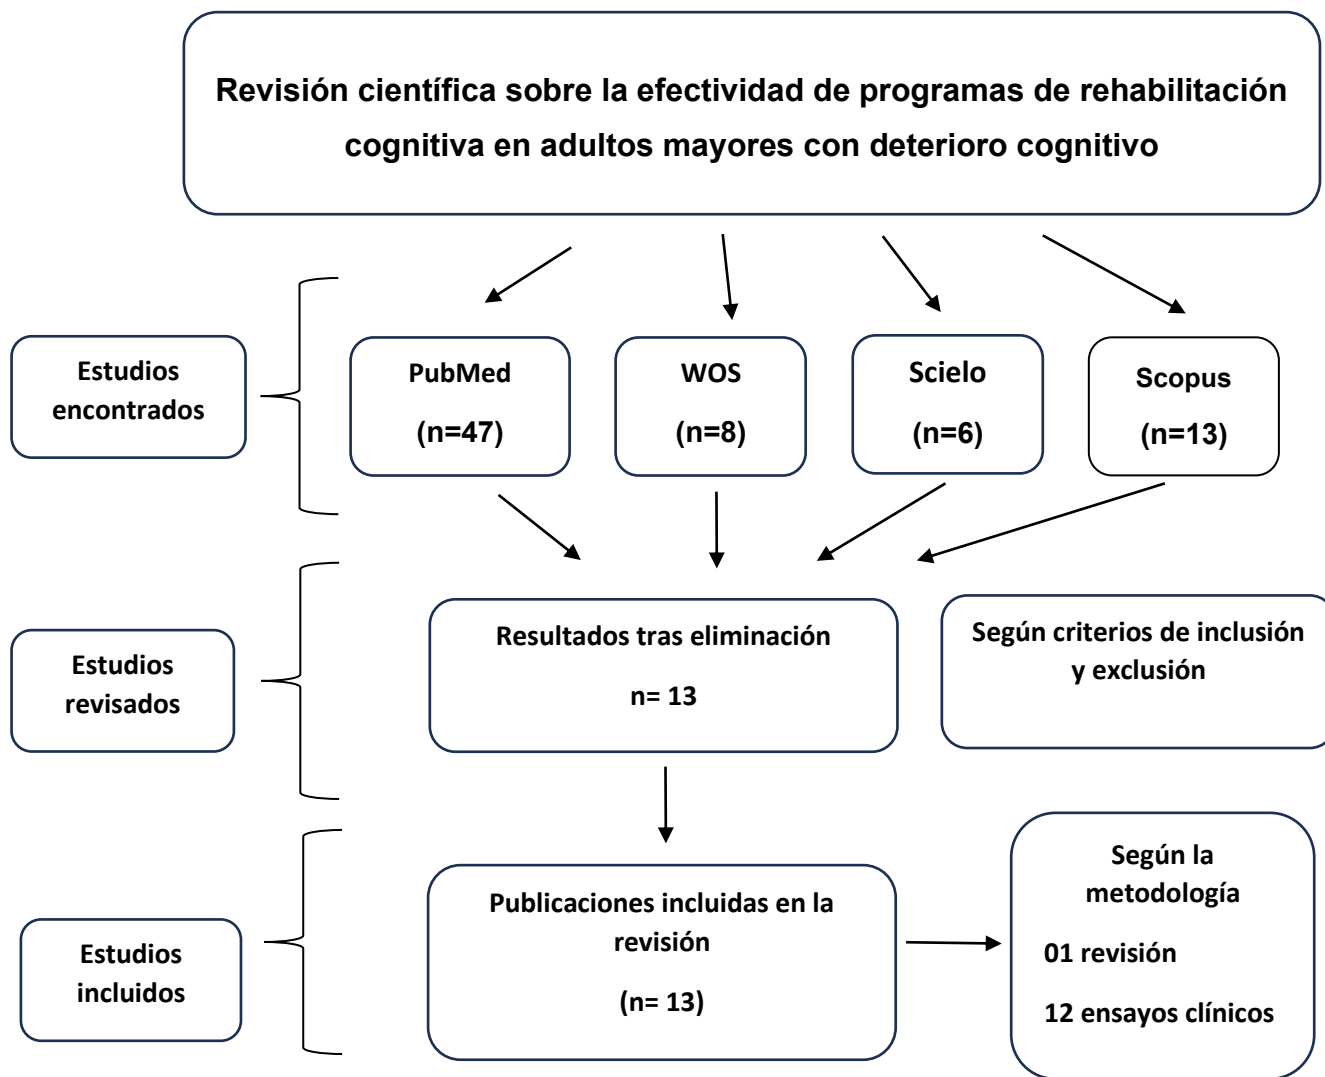 Revisión científica sobre la efectividad de programas de rehabilitación
cognitiva en adultos mayores con deterioro cognitivo
Estudios
encontrados
PubMed
(n=47)
WOS
(n=8)
Scielo
(n=6)
Scopus
(n=13)
Estudios
revisados
Resultados tras eliminación
n= 13
Según criterios de inclusión
y exclusión
Estudios
incluidos
Publicaciones incluidas en la
revisión
(n= 13)
Según la
metodología
01 revisión
12 ensayos clínicos